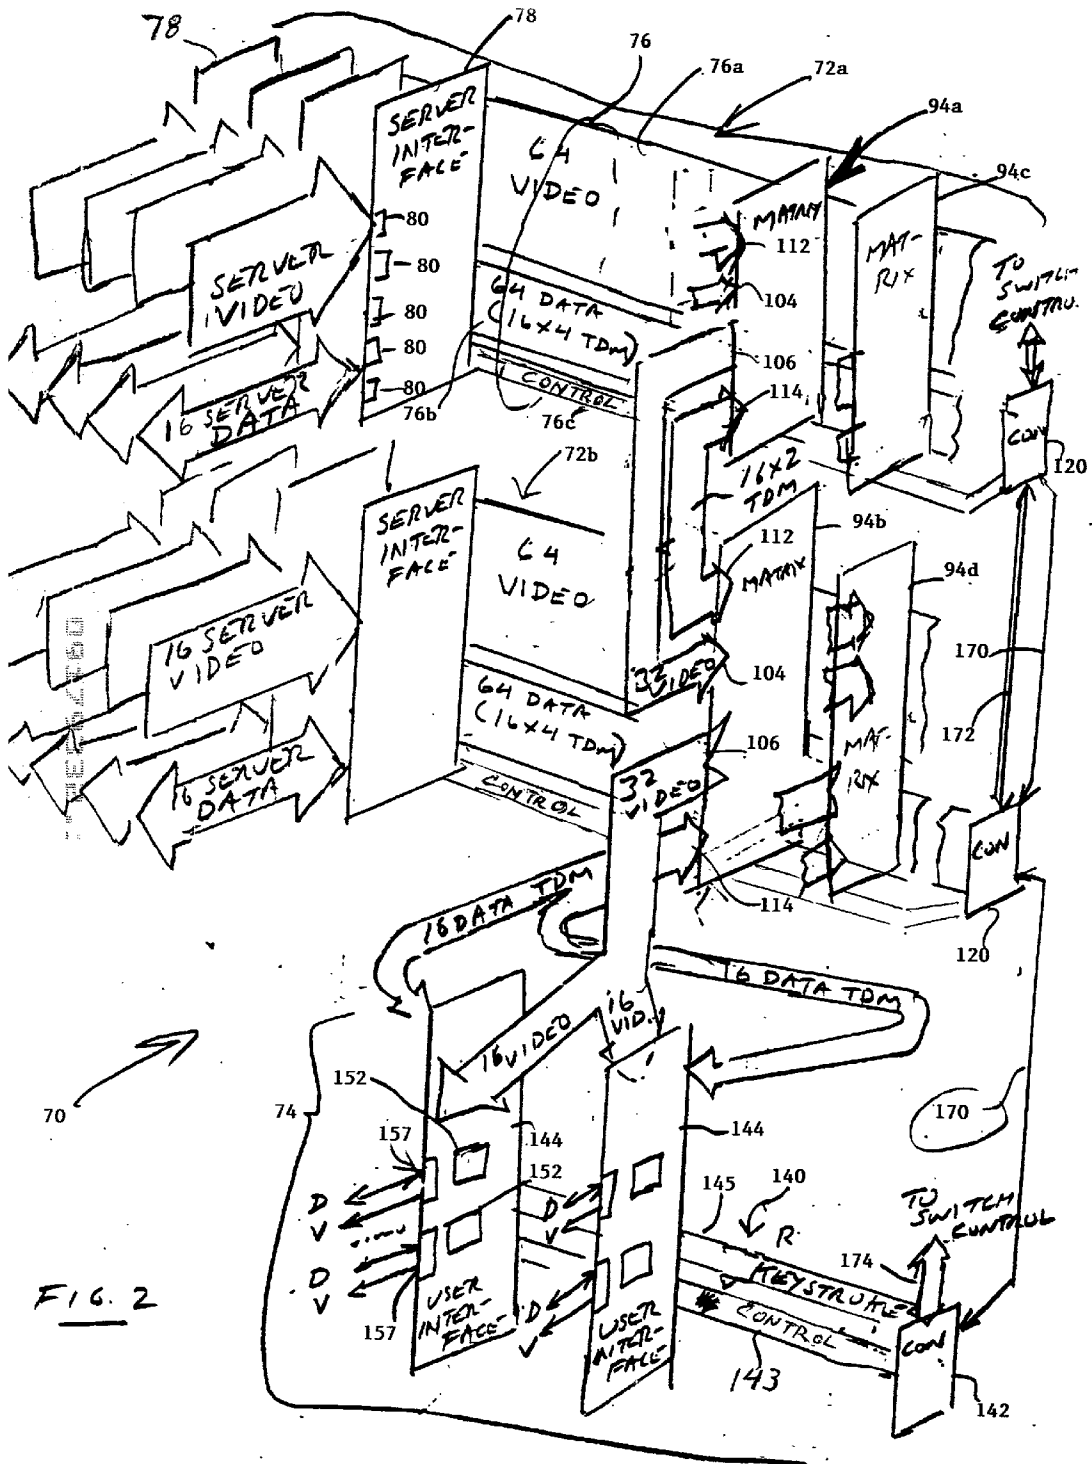 78
78
76
76a
72a
94a
94c
SERVER
INTER-
FACE
64
VIDEO
MATRIX
MAT-
RIX
112
104
TO
SWITCH
CONTROL
80
80
80
80
80
SERVER
VIDEO
64 DATA
(16X4 TDM)
106
CONTROL
76b
76c
114
16 SERVER
DATA
CON
120
16X2
TDM
72b
SERVER
INTER-
FACE
64
VIDEO
94b
112
MATRIX
94d
16 SERVER
VIDEO
170
32
VIDEO
104
64 DATA
(16X4 TDM)
172
106
MAT-
RIX
32
VIDEO
16 SERVER
DATA
CONTROL
CON
114
120
16 DATA TDM
16 DATA TDM
16 VIDEO
16
VID.
70
74
152
144
144
170
157
152
145
140
D
V
D
V
D
V
D
V
R
KEYSTROKE
174
TO
SWITCH
CONTROL
CONTROL
143
USER
INTER-
FACE
USER
INTER-
FACE
157
CON
142
FIG. 2